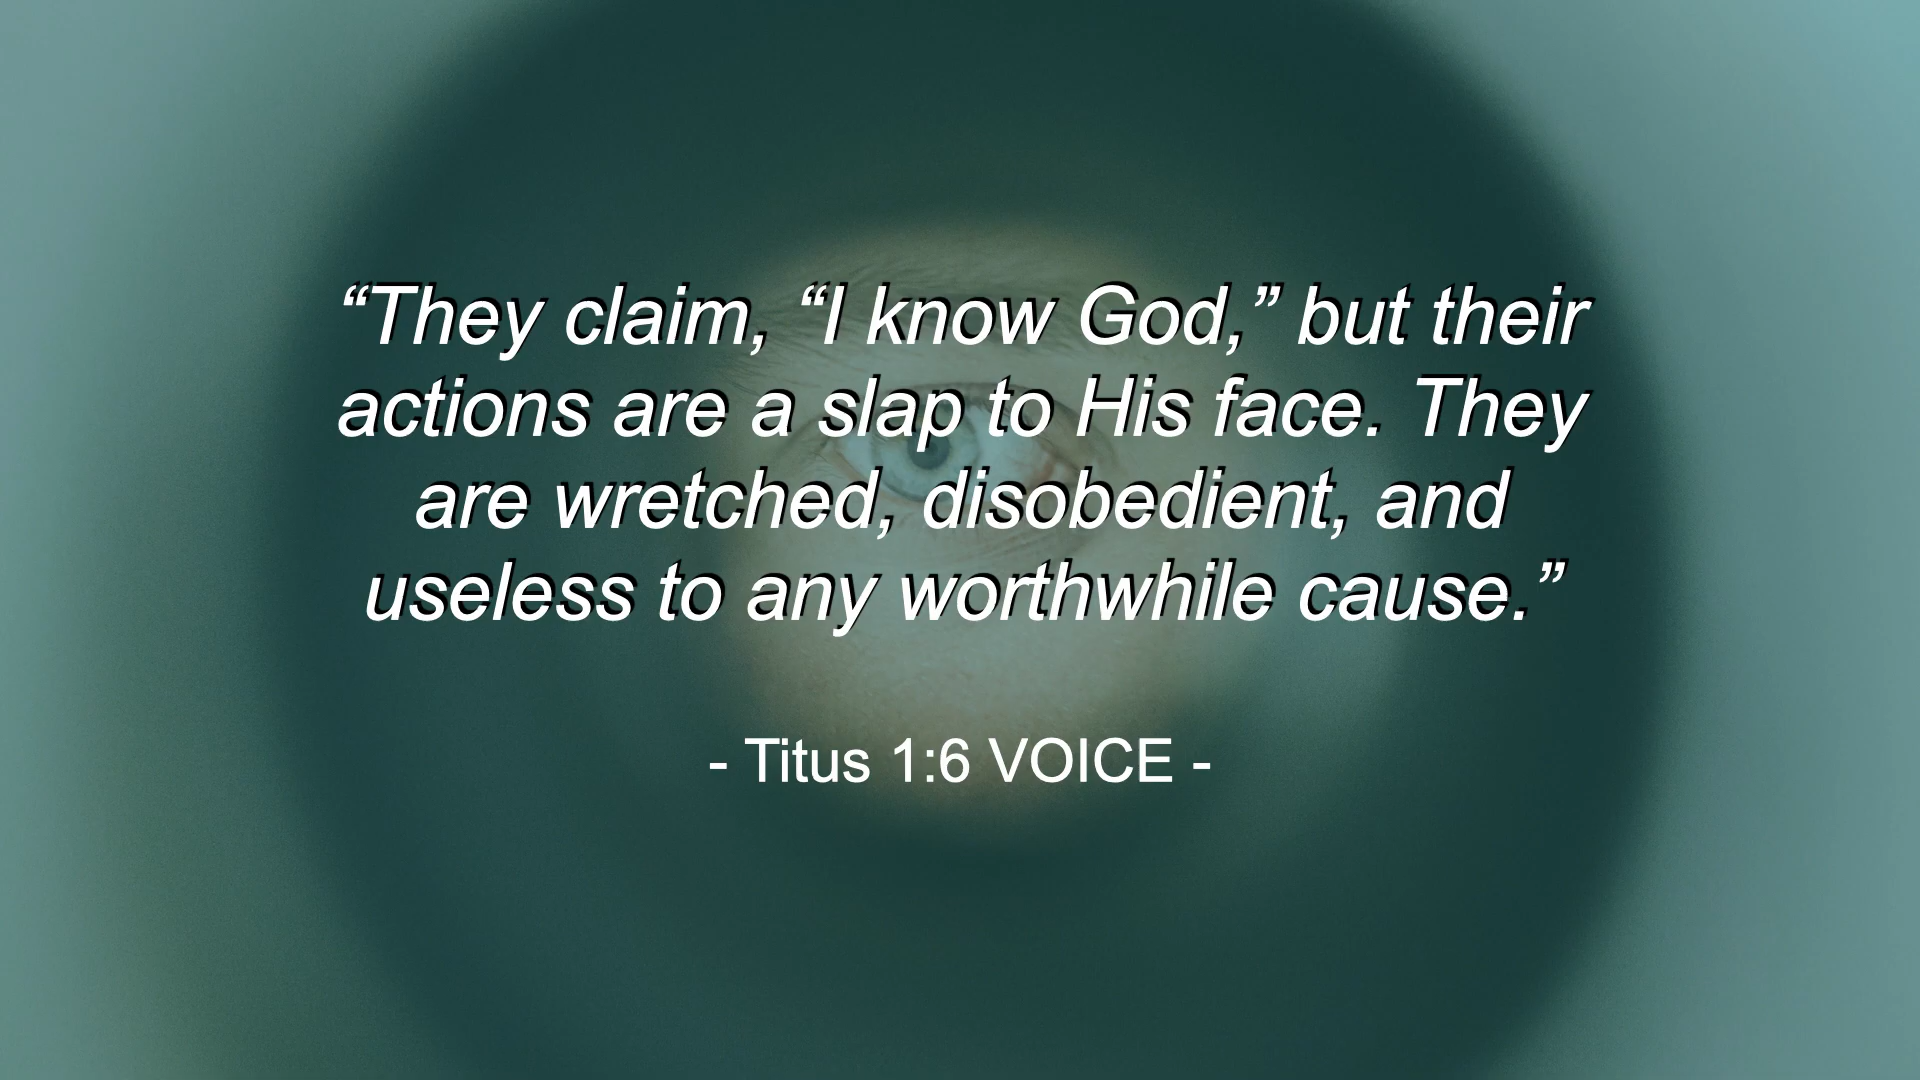 “They claim, “I know God,” but their
actions are a slap to His face. They
are wretched, disobedient, and
useless to any worthwhile cause.”
- Titus 1:6 VOICE -